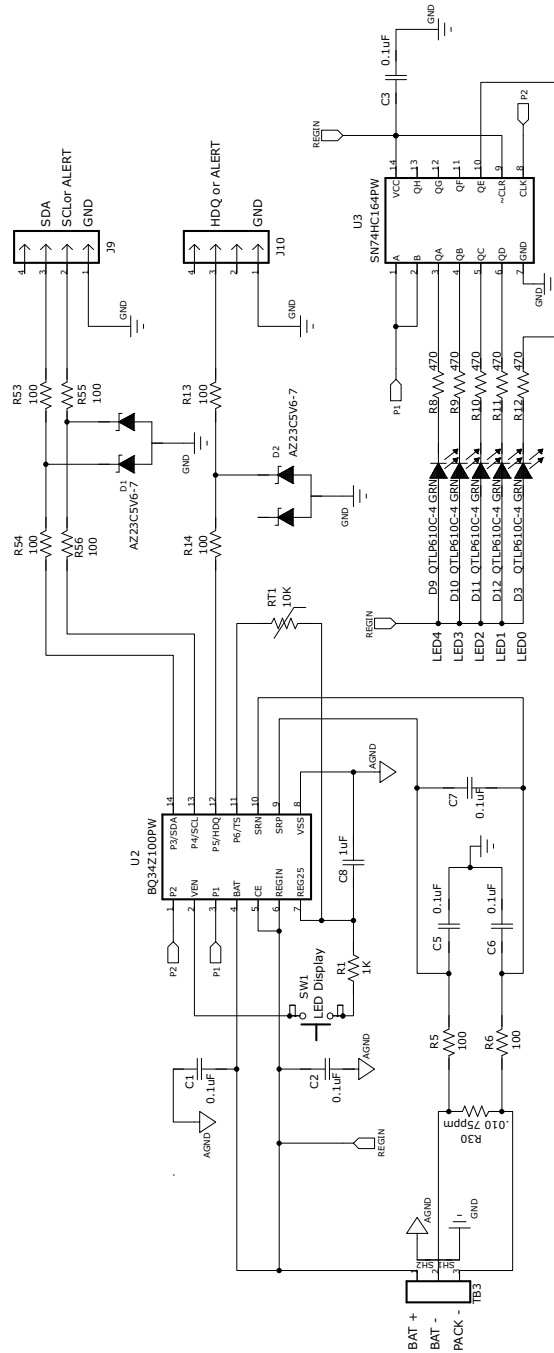 GND
0.1uF
C3
REGIN
P2
VCC
QH
QG
QF
QE
~CLR
CLK
14
13
12
11
10
9
8
U3
SN74HC164PW
A
B
QA
QB
QC
QD
GND
1
2
3
4
5
6
7
P1
GND
SDA
SCLor ALERT
GND
4
3
2
1
J9
GND
HDQ or ALERT
GND
4
3
2
1
J10
GND
R53
100
R55
100
R54
100
R56
100
D1
AZ23C5V6-7
GND
R13
100
R14
100
D2
AZ23C5V6-7
GND
R8 470
R9 470
R10 470
R11 470
R12 470
D9 QTLP610C-4 GRN
D10 QTLP610C-4 GRN
D11 QTLP610C-4 GRN
D12 QTLP610C-4 GRN
D3 QTLP610C-4 GRN
REGIN
LED4
LED3
LED2
LED1
LED0
RT1
10K
U2
BQ34Z100PW
P3/SDA
P4/SCL
P5/HDQ
P6/TS
SRN
SRP
VSS
14
13
12
11
10
9
8
P2
VEN
P1
BAT
CE
REGIN
REG25
1
2
3
4
5
6
7
P2
P1
AGND
C8
1uF
C7
0.1uF
SW1
LED Display
R1
1K
C1
0.1uF
AGND
C2
0.1uF
AGND
REGIN
C5
0.1uF
C6
0.1uF
R5
100
R6
100
R30
.010 75ppm
AGND
GND
SH2
SH1
1
2
3
TB3
BAT +
BAT -
PACK -